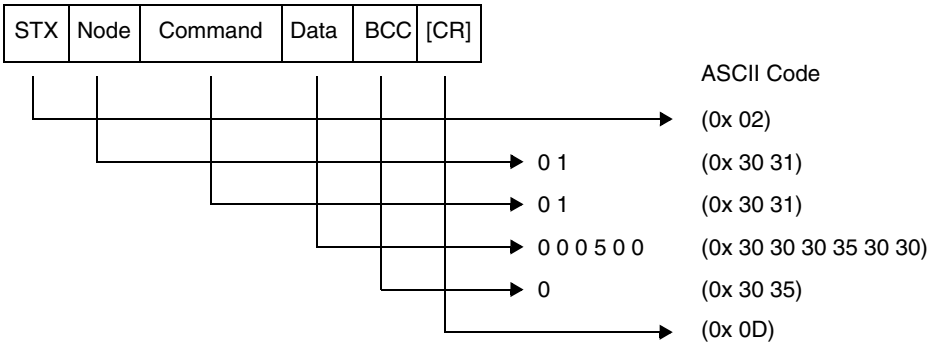 STX Node Command Data BCC [CR]
ASCII Code
(0x 02)
0 1 (0x 30 31)
0 1 (0x 30 31)
0 0 0 5 0 0 (0x 30 30 30 35 30 30)
0 (0x 30 35)
(0x 0D)